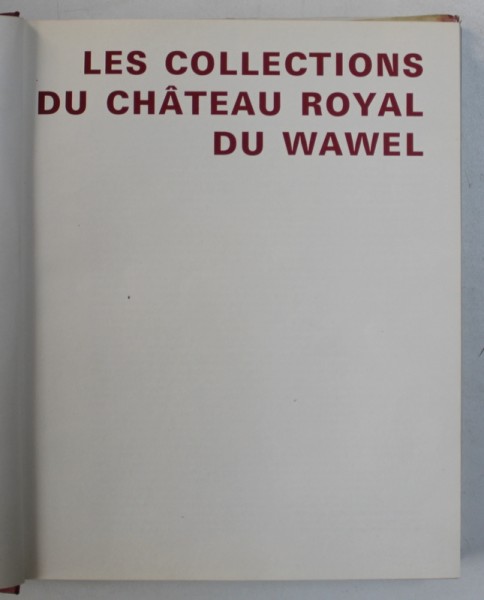 LES COLLECTIONS
DU CHÂTEAU ROYAL
DU WAWEL